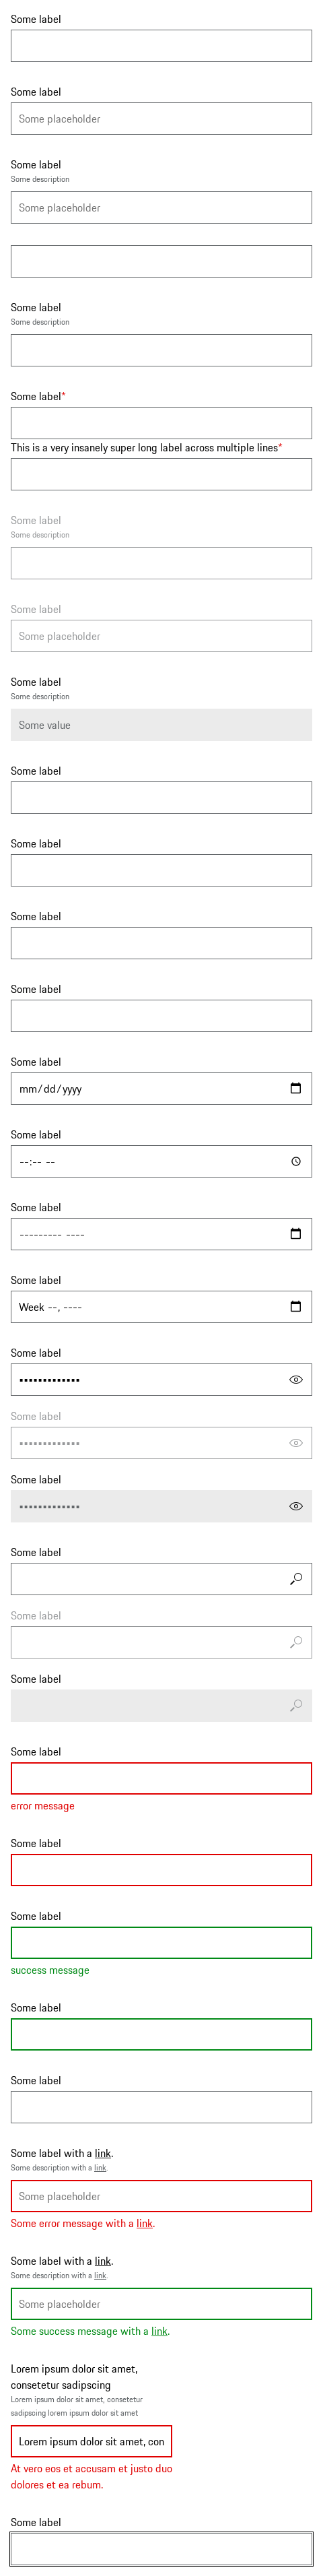 Some label
Some label
Some placeholder
Some label
Some description
Some placeholder
Some label
Some description
Some label*
This is a very insanely super long label across multiple lines*
Some label
Some description
Some label
Some placeholder
Some label
Some description
Some value
Some label
Some label
Some label
Some label
Some label
mm/dd/yyyy
Some label
--:-- --
Some label
--------- ----
Some label
Week --, ----
Some label
•••••••••••••
Some label
•••••••••••••
Some label
•••••••••••••
Some label
Some label
Some label
Some label
error message
Some label
Some label
success message
Some label
Some label
Some label with a link.
Some description with a link.
Some placeholder
Some error message with a link.
Some label with a link.
Some description with a link.
Some placeholder
Some success message with a link.
Lorem ipsum dolor sit amet,
consetetur sadipscing
Lorem ipsum dolor sit amet, consetetur
sadipscing lorem ipsum dolor sit amet
Lorem ipsum dolor sit amet, con
At vero eos et accusam et justo duo
dolores et ea rebum.
Some label